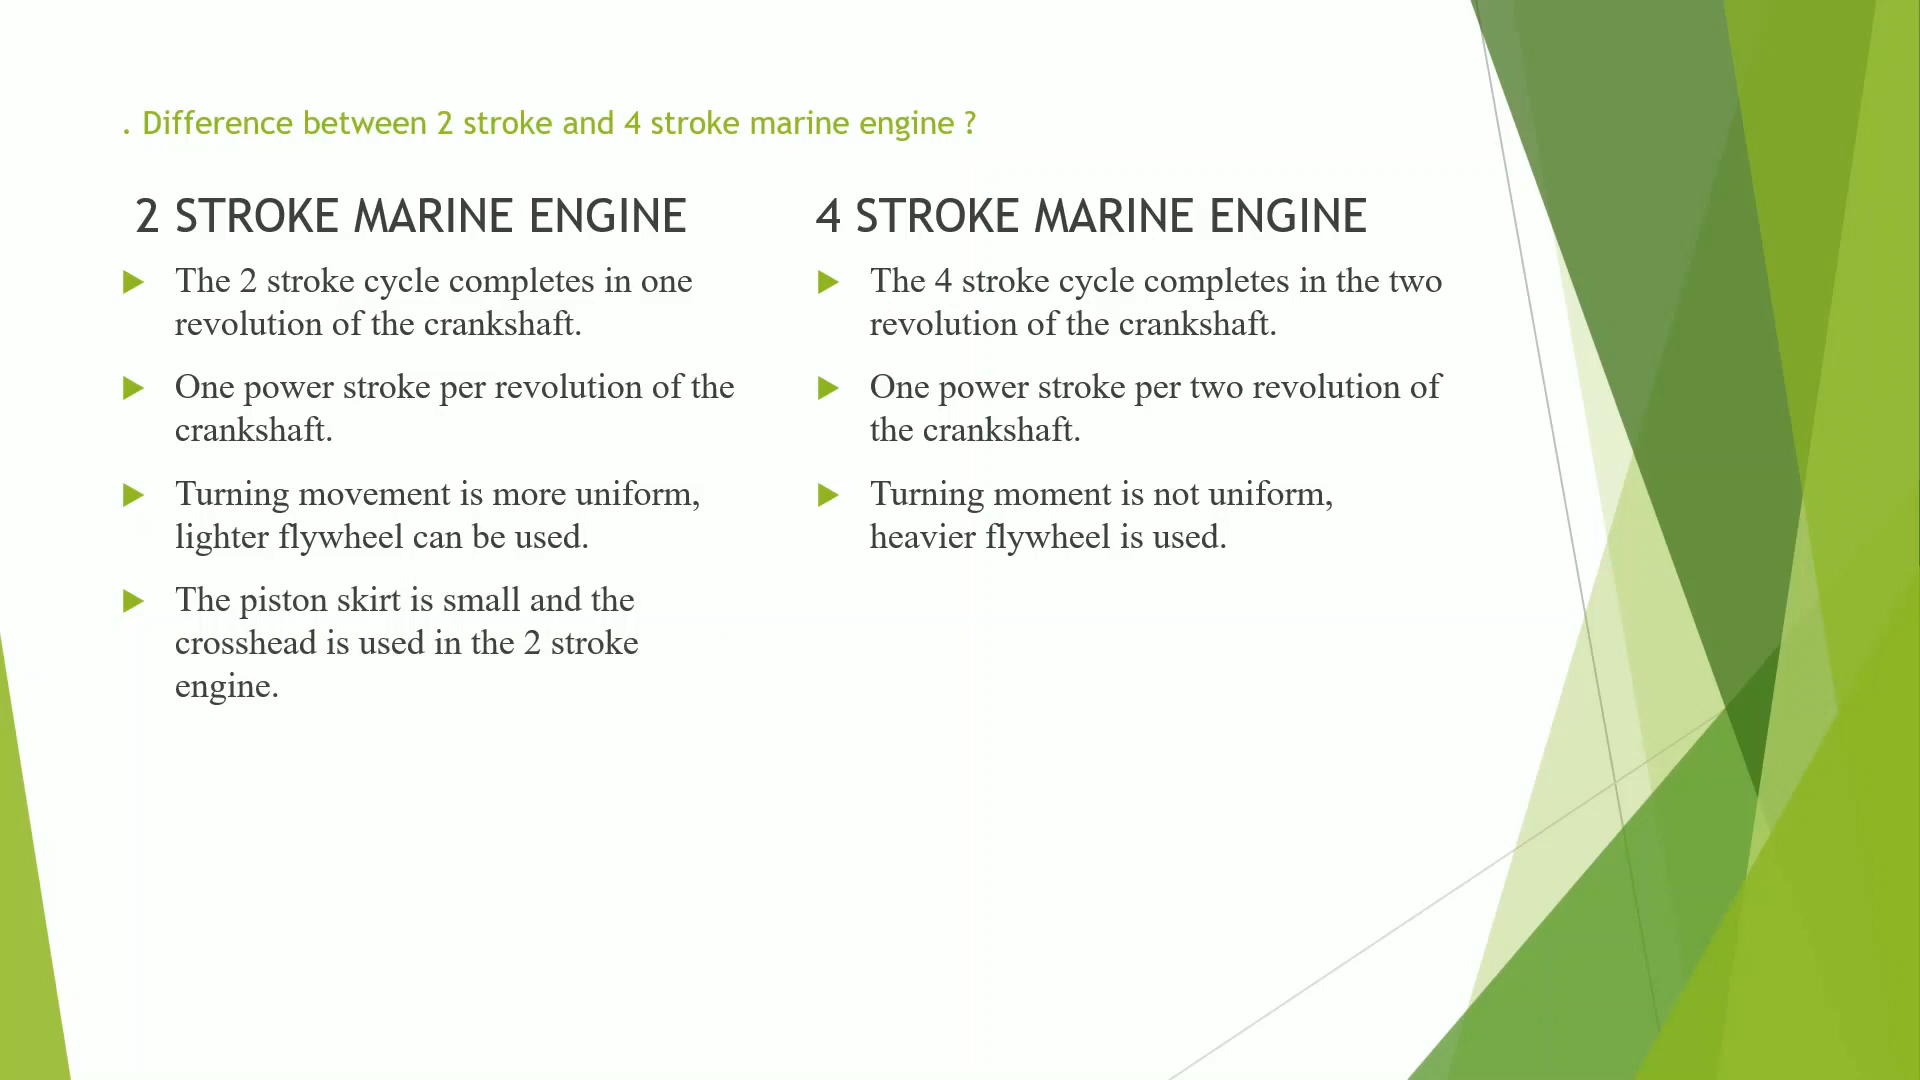 . Difference between 2 stroke and 4 stroke marine engine ?
2 STROKE MARINE ENGINE
The 2 stroke cycle completes in one
revolution of the crankshaft.
One power stroke per revolution of the
crankshaft.
Turning movement is more uniform,
lighter flywheel can be used.
The piston skirt is small and the
crosshead is used in the 2 stroke
engine.
4 STROKE MARINE ENGINE
The 4 stroke cycle completes in the two
revolution of the crankshaft.
One power stroke per two revolution of
the crankshaft.
Turning moment is not uniform,
heavier flywheel is used.